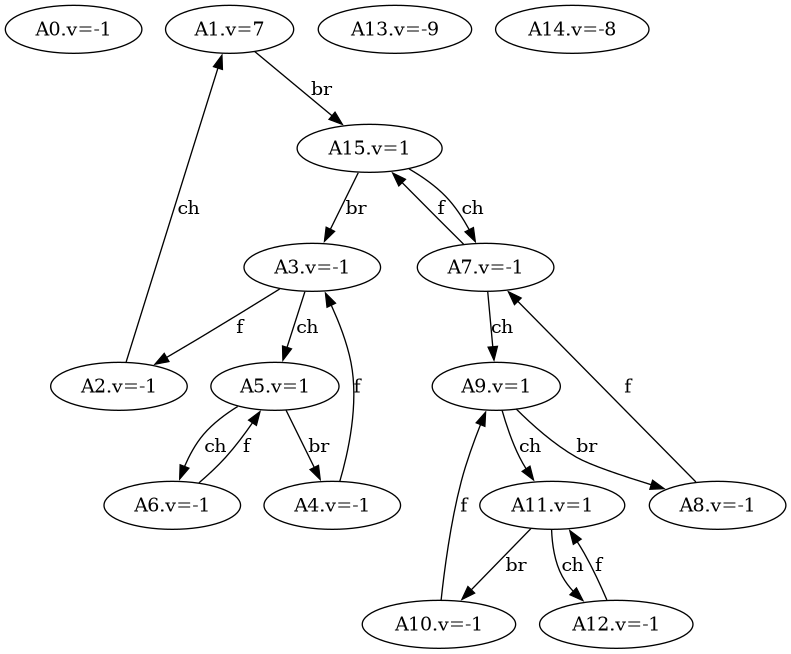 A0.v=-1 A1.v=7 A13.v=-9 A14.v=-8
br
A15.v=1
ch br f ch
A3.v=-1 A7.v=-1
f ch ch
A2.v=-1 A5.v=1 f A9.v=1 f
ch f br ch br
A6.v=-1 A4.v=-1 f A11.v=1 A8.v=-1
br ch f
A10.v=-1 A12.v=-1